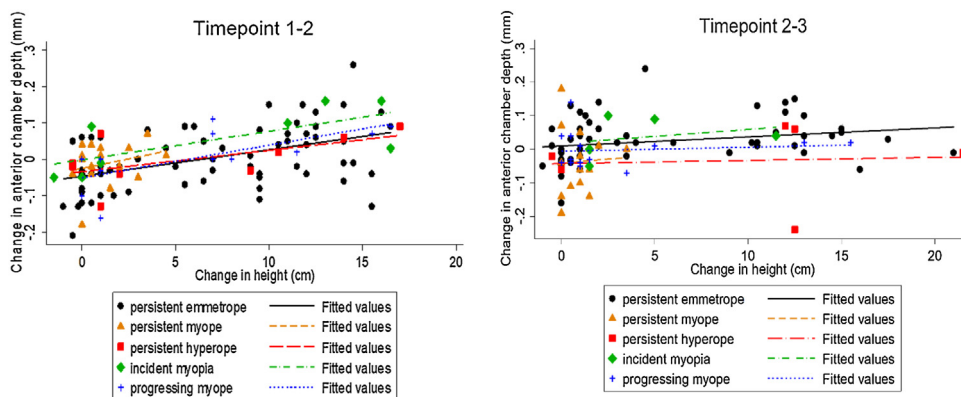 Timepoint 1-2
Change in anterior chamber depth (mm)
.3
.2
.1
0
-.1
-.2
0 5 10 15 20
Change in height (cm)
persistent emmetrope Fitted values
persistent myope Fitted values
persistent hyperope Fitted values
incident myopia Fitted values
progressing myope Fitted values
Timepoint 2-3
Change in anterior chamber depth (mm)
.3
.2
.1
0
-.1
-.2
0 5 10 15 20
Change in height (cm)
persistent emmetrope Fitted values
persistent myope Fitted values
persistent hyperope Fitted values
incident myopia Fitted values
progressing myope Fitted values